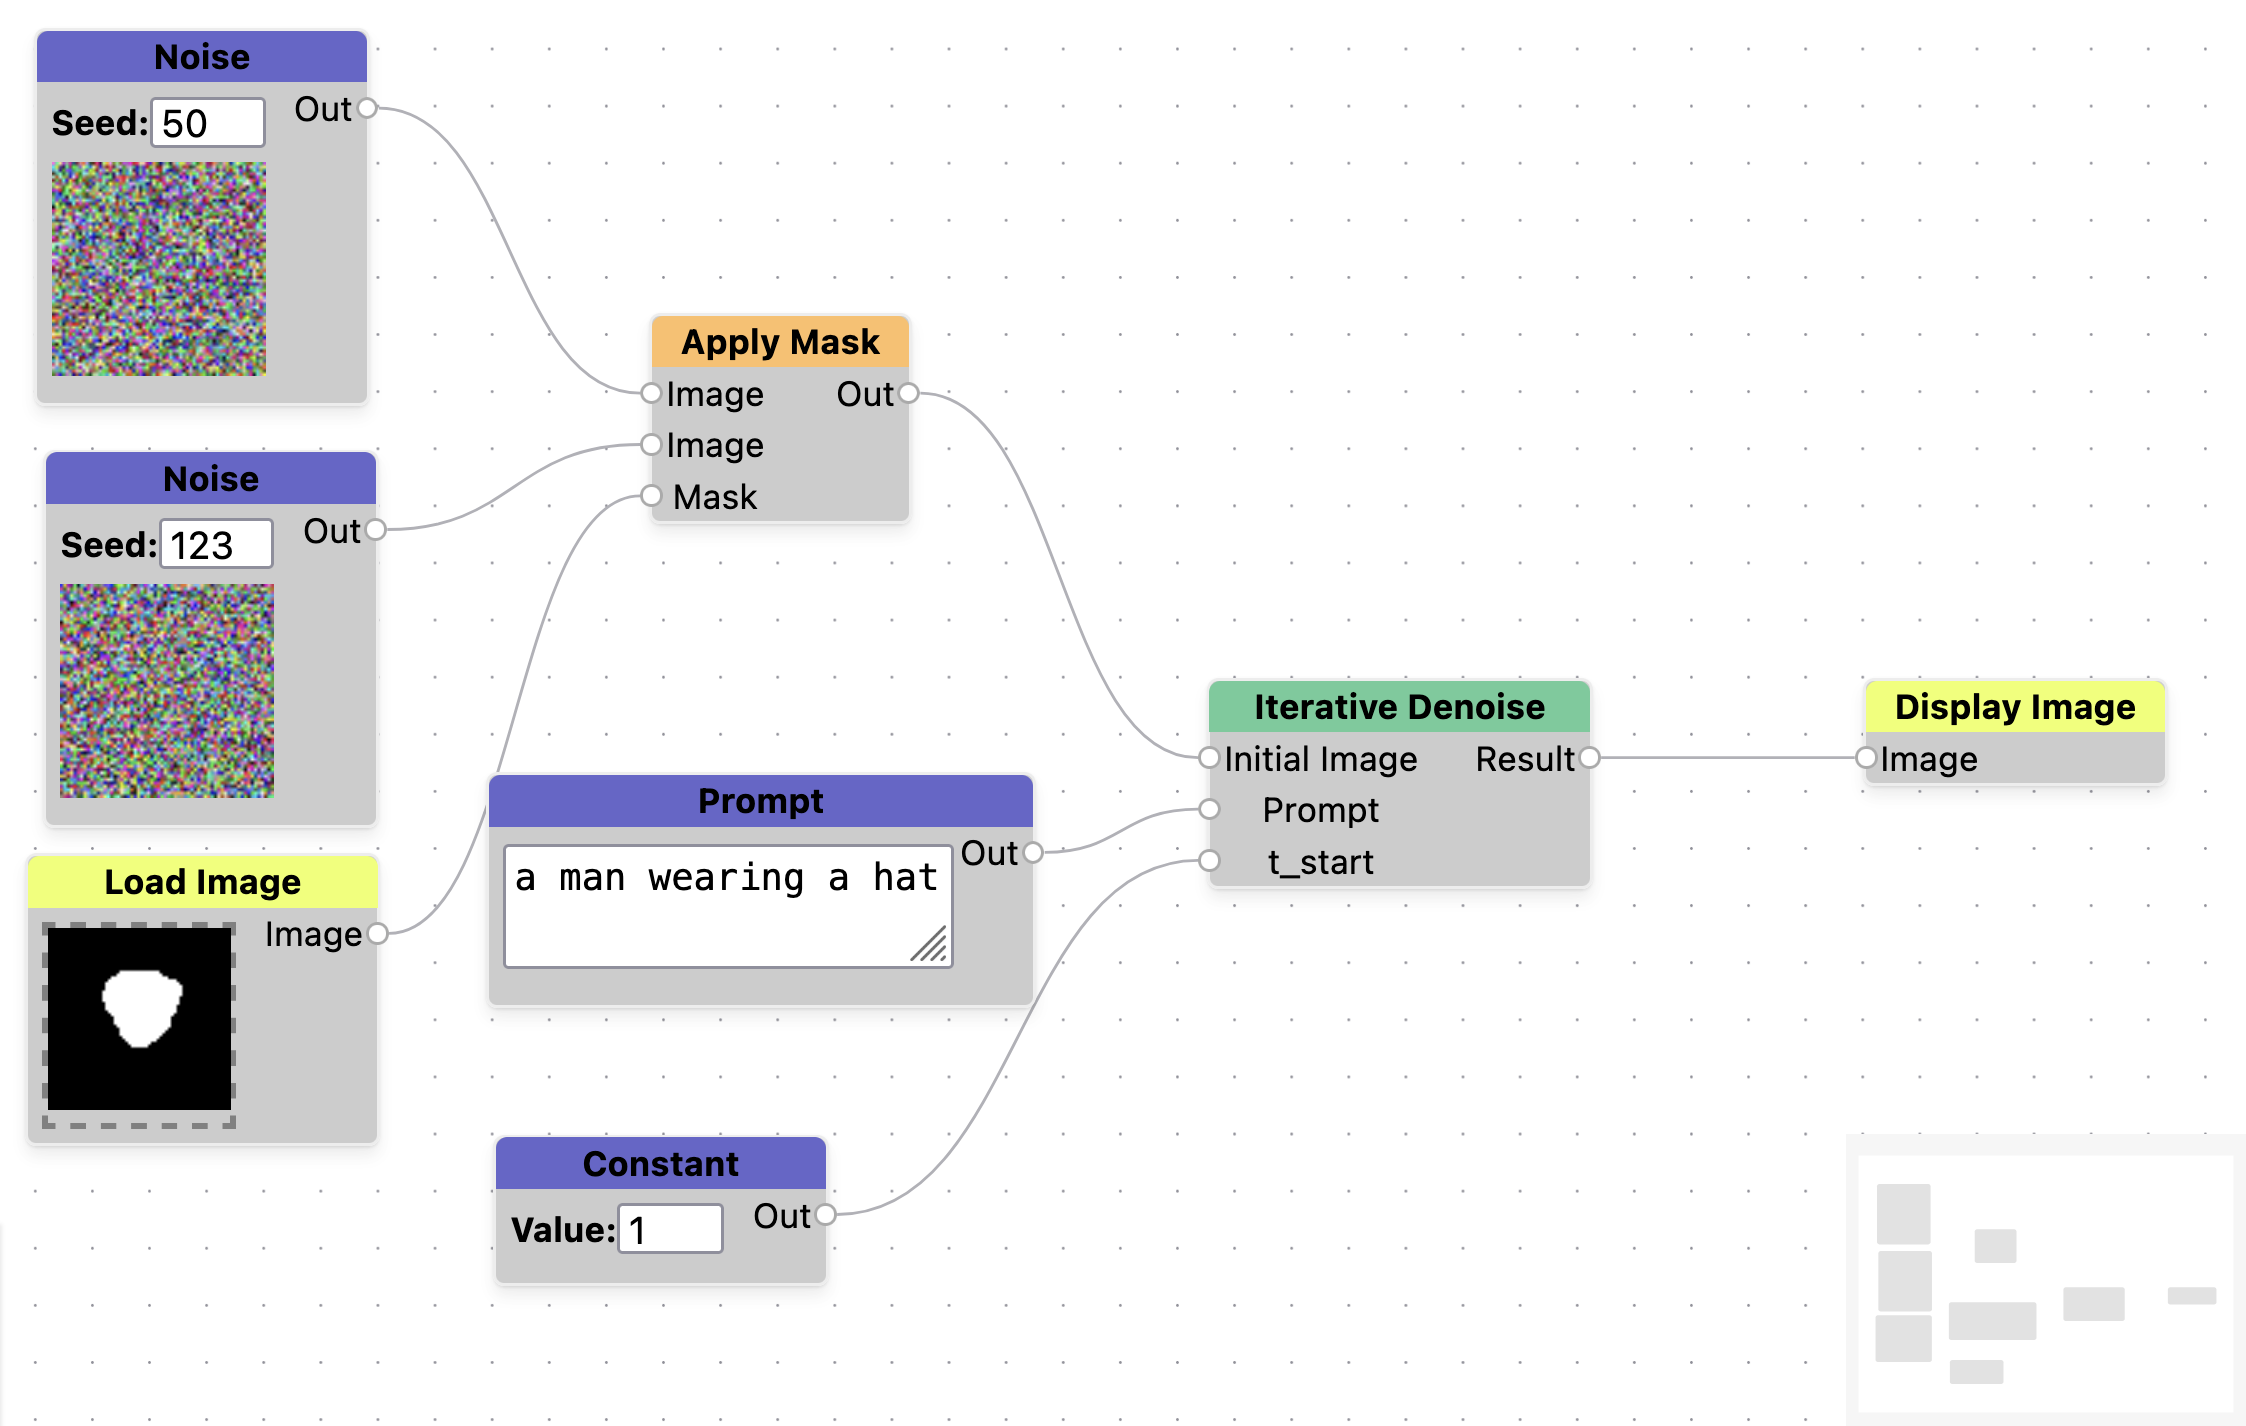 Noise
Seed: 50
Out
Noise
Seed: 123
Out
Load Image
Image
Apply Mask
Image Out
Image
Mask
Prompt
a man wearing a hat
Out
Constant
Value: 1
Out
Iterative Denoise
Initial Image Result
Prompt
t_start
Display Image
Image